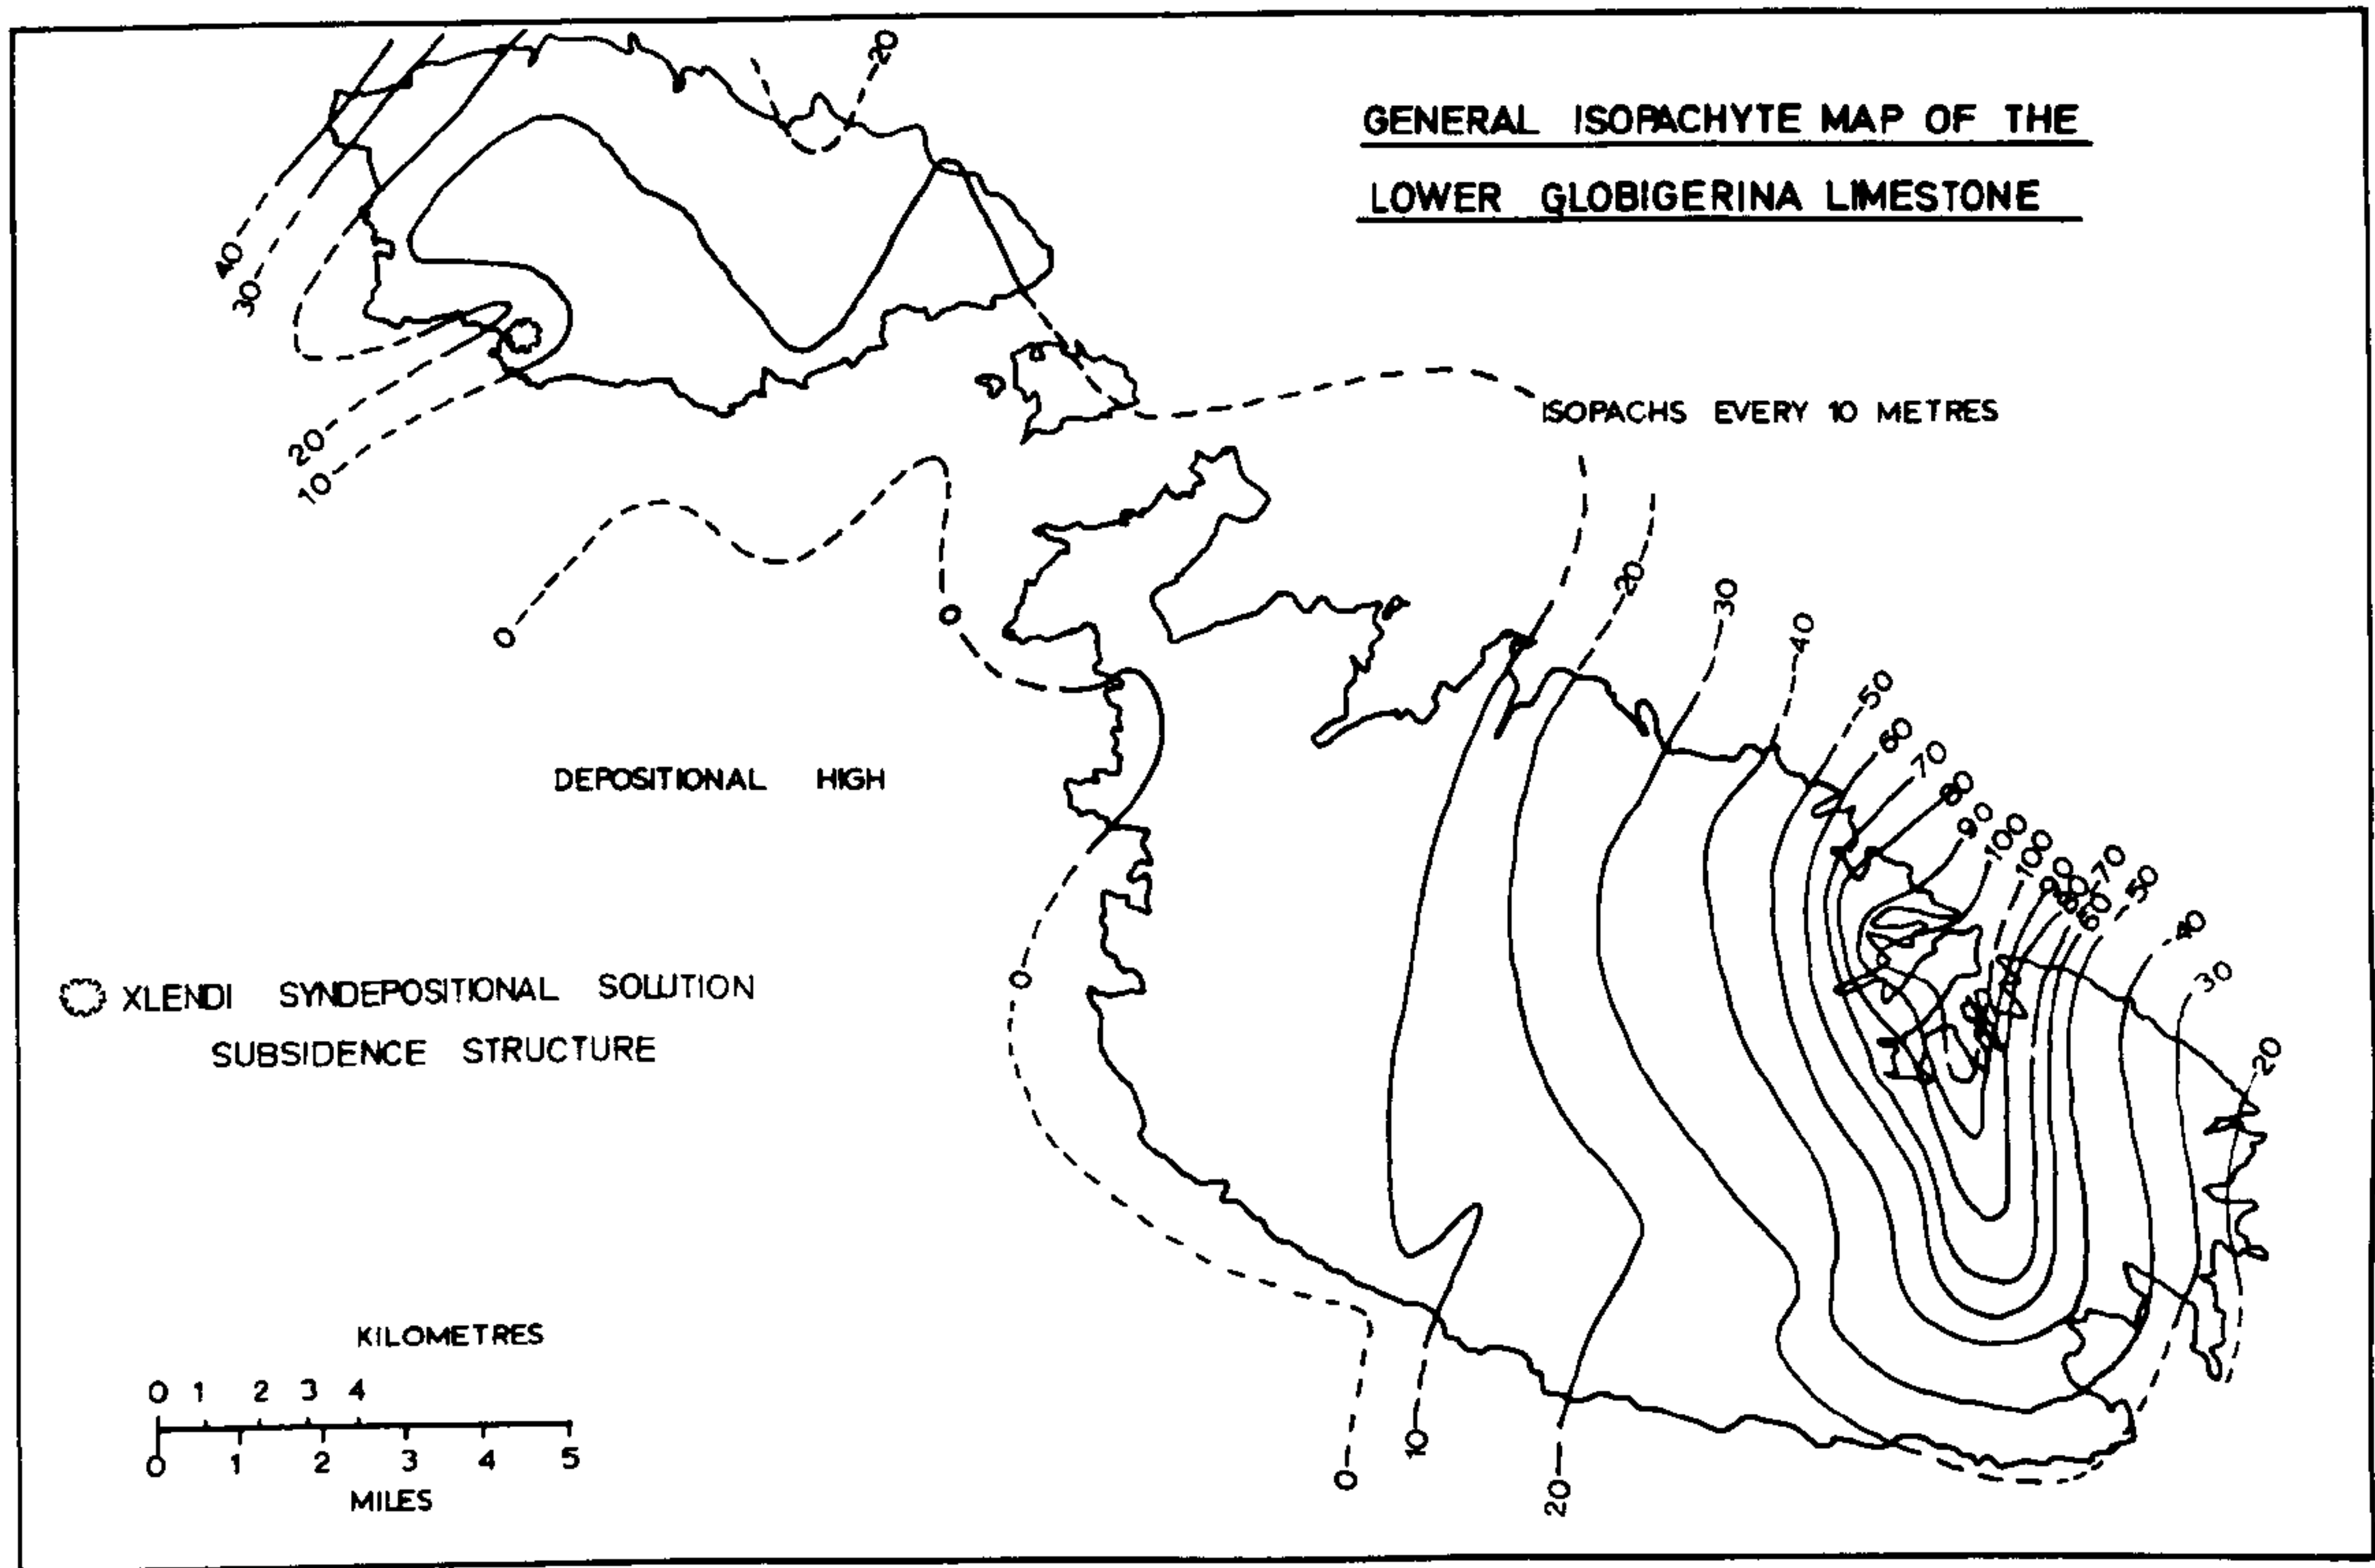 GENERAL ISOPACHYTE MAP OF THE
LOWER GLOBIGERINA LIMESTONE
20
40
30
20
10
ISOPACHS EVERY 10 METRES
0
0
20
30
40
50
60
70
80
90
100
100
90
80
60
70
50
40
30
20
DEPOSITIONAL HIGH
0
XLENDI SYNDEPOSITIONAL SOLUTION
SUBSIDENCE STRUCTURE
KILOMETRES
0 1 2 3 4
0 1 2 3 4 5
MILES
0
10
20